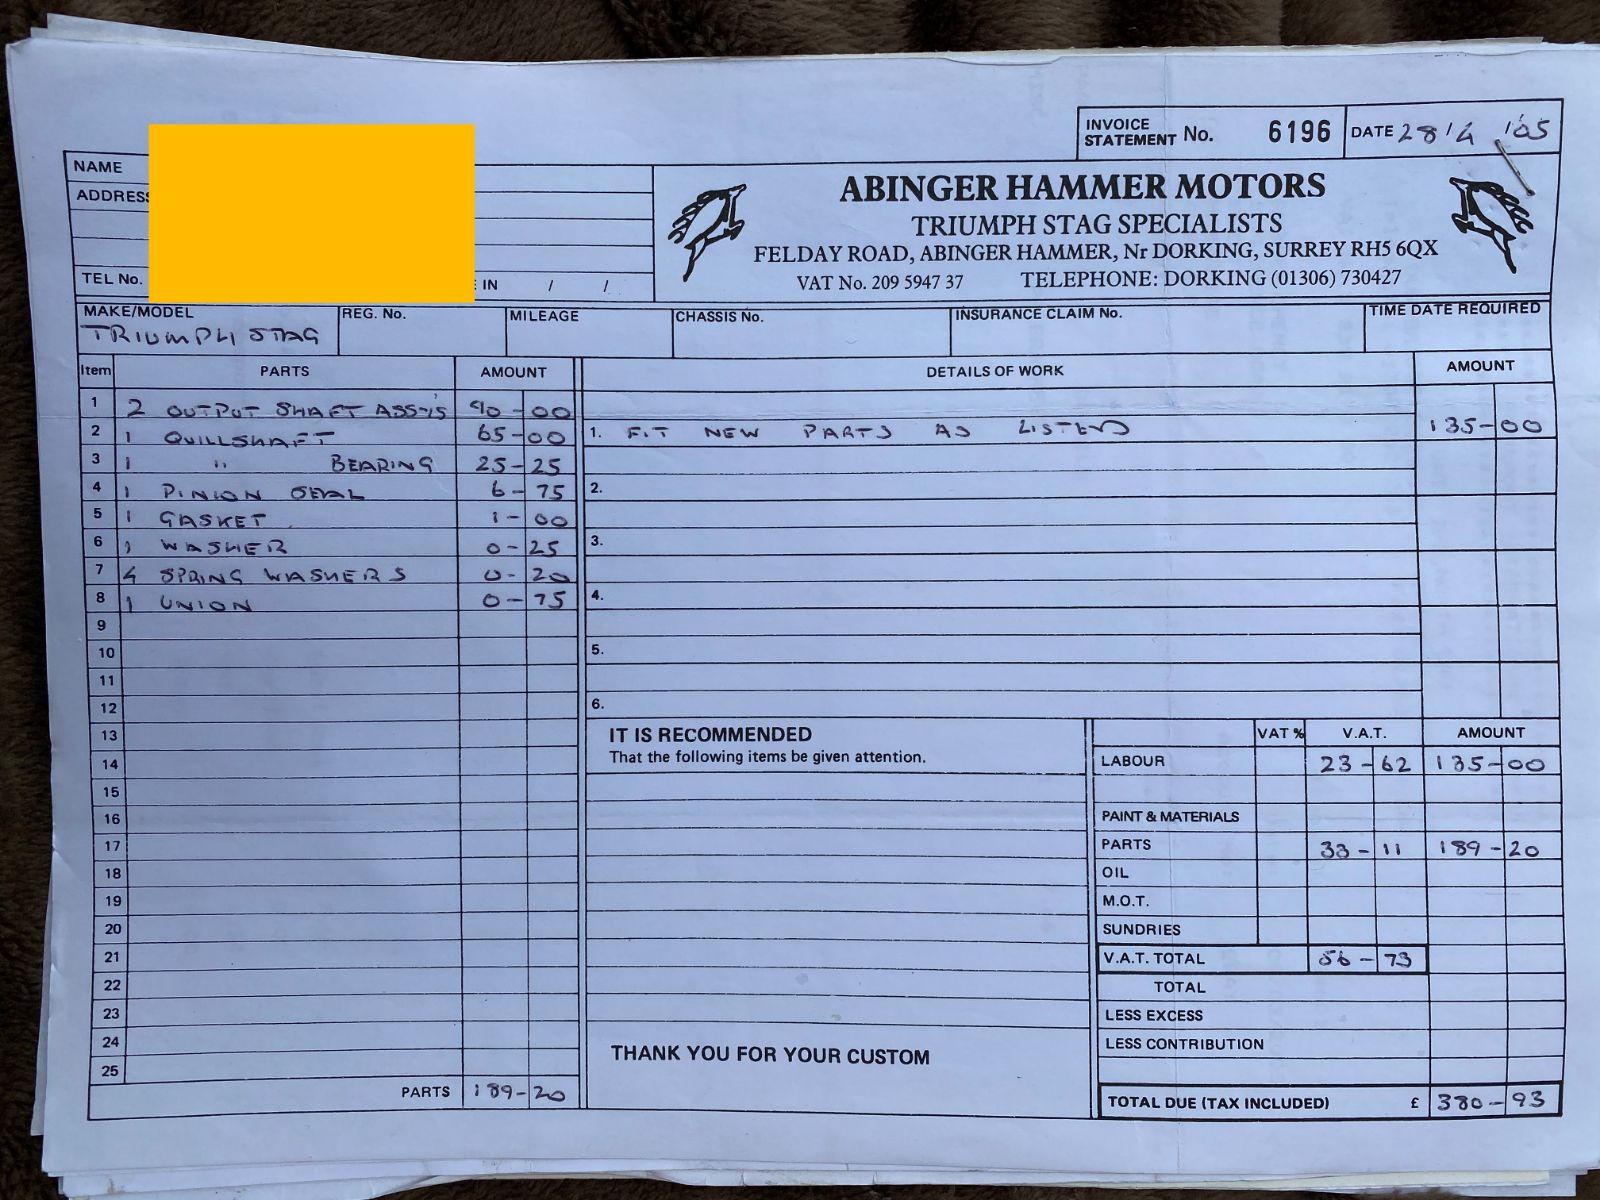 INVOICE STATEMENT No. 6196 DATE 28/4/'05
NAME
ADDRESS
TEL No. IN / /
ABINGER HAMMER MOTORS
TRIUMPH STAG SPECIALISTS
FELDAY ROAD, ABINGER HAMMER, Nr DORKING, SURREY RH5 6QX
VAT No. 209 5947 37 TELEPHONE: DORKING (01306) 730427
MAKE/MODEL REG. No. MILEAGE CHASSIS No. INSURANCE CLAIM No. TIME DATE REQUIRED
TRIUMPH STAG
Item PARTS AMOUNT
1 2 OUTPUT SHAFT ASS-YS 90-00
2 1 QUILLSHAFT 65-00
3 1 " BEARING 25-25
4 1 PINION SEAL 6-75
5 1 GASKET 1-00
6 1 WASHER 0-25
7 4 SPRING WASHERS 0-20
8 1 UNION 0-75
9
10
11
12
13
14
15
16
17
18
19
20
21
22
23
24
25
PARTS 189-20
DETAILS OF WORK AMOUNT
1. FIT NEW PARTS AS LISTED 135-00
2.
3.
4.
5.
6.
IT IS RECOMMENDED
That the following items be given attention.
THANK YOU FOR YOUR CUSTOM
VAT % V.A.T. AMOUNT
LABOUR 23-62 135-00
PAINT & MATERIALS
PARTS 33-11 189-20
OIL
M.O.T.
SUNDRIES
V.A.T. TOTAL 56-73
TOTAL
LESS EXCESS
LESS CONTRIBUTION
TOTAL DUE (TAX INCLUDED) £ 380-93